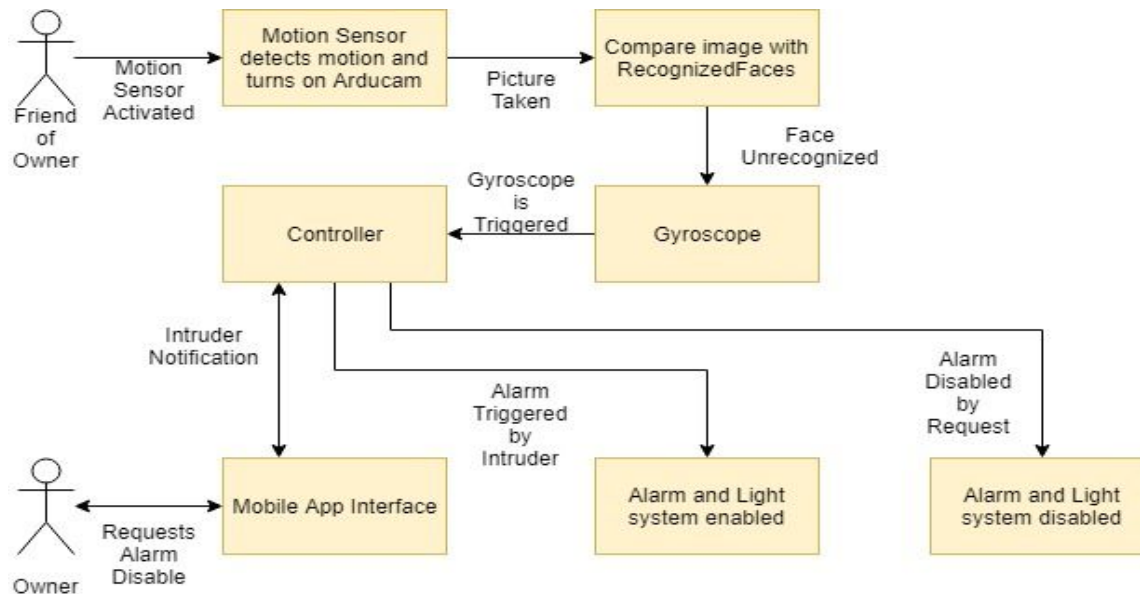 Friend
of
Owner
Motion
Sensor
Activated
Motion Sensor
detects motion and
turns on Arducam
Picture
Taken
Compare image with
RecognizedFaces
Face
Unrecognized
Gyroscope
Gyroscope
is
Triggered
Controller
Intruder
Notification
Alarm
Triggered
by
Intruder
Alarm
Disabled
by
Request
Owner
Requests
Alarm
Disable
Mobile App Interface
Alarm and Light
system enabled
Alarm and Light
system disabled